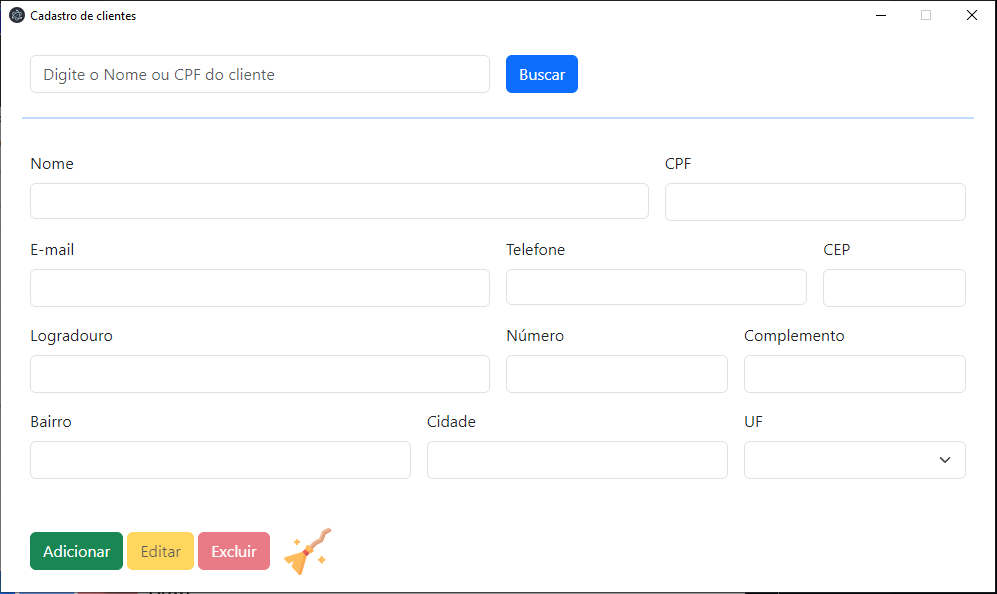 Cadastro de clientes
Digite o Nome ou CPF do cliente Buscar
Nome CPF
E-mail Telefone CEP
Logradouro Número Complemento
Bairro Cidade UF
Adicionar Editar Excluir